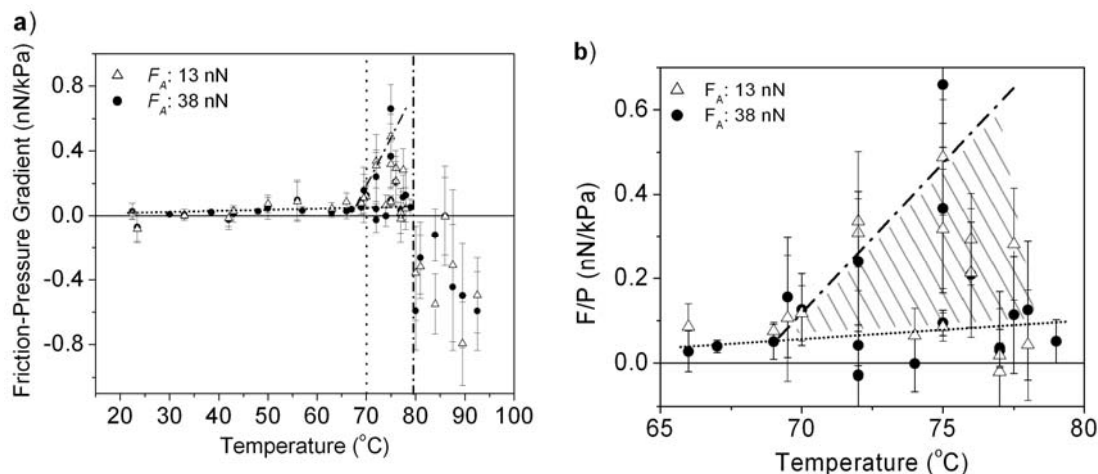 a)
Friction-Pressure Gradient (nN/kPa)
0.8
0.4
0.0
-0.4
-0.8
F_A: 13 nN
F_A: 38 nN
20 30 40 50 60 70 80 90 100
Temperature (°C)
b)
F/P (nN/kPa)
0.6
0.4
0.2
0.0
F_A: 13 nN
F_A: 38 nN
65 70 75 80
Temperature (°C)